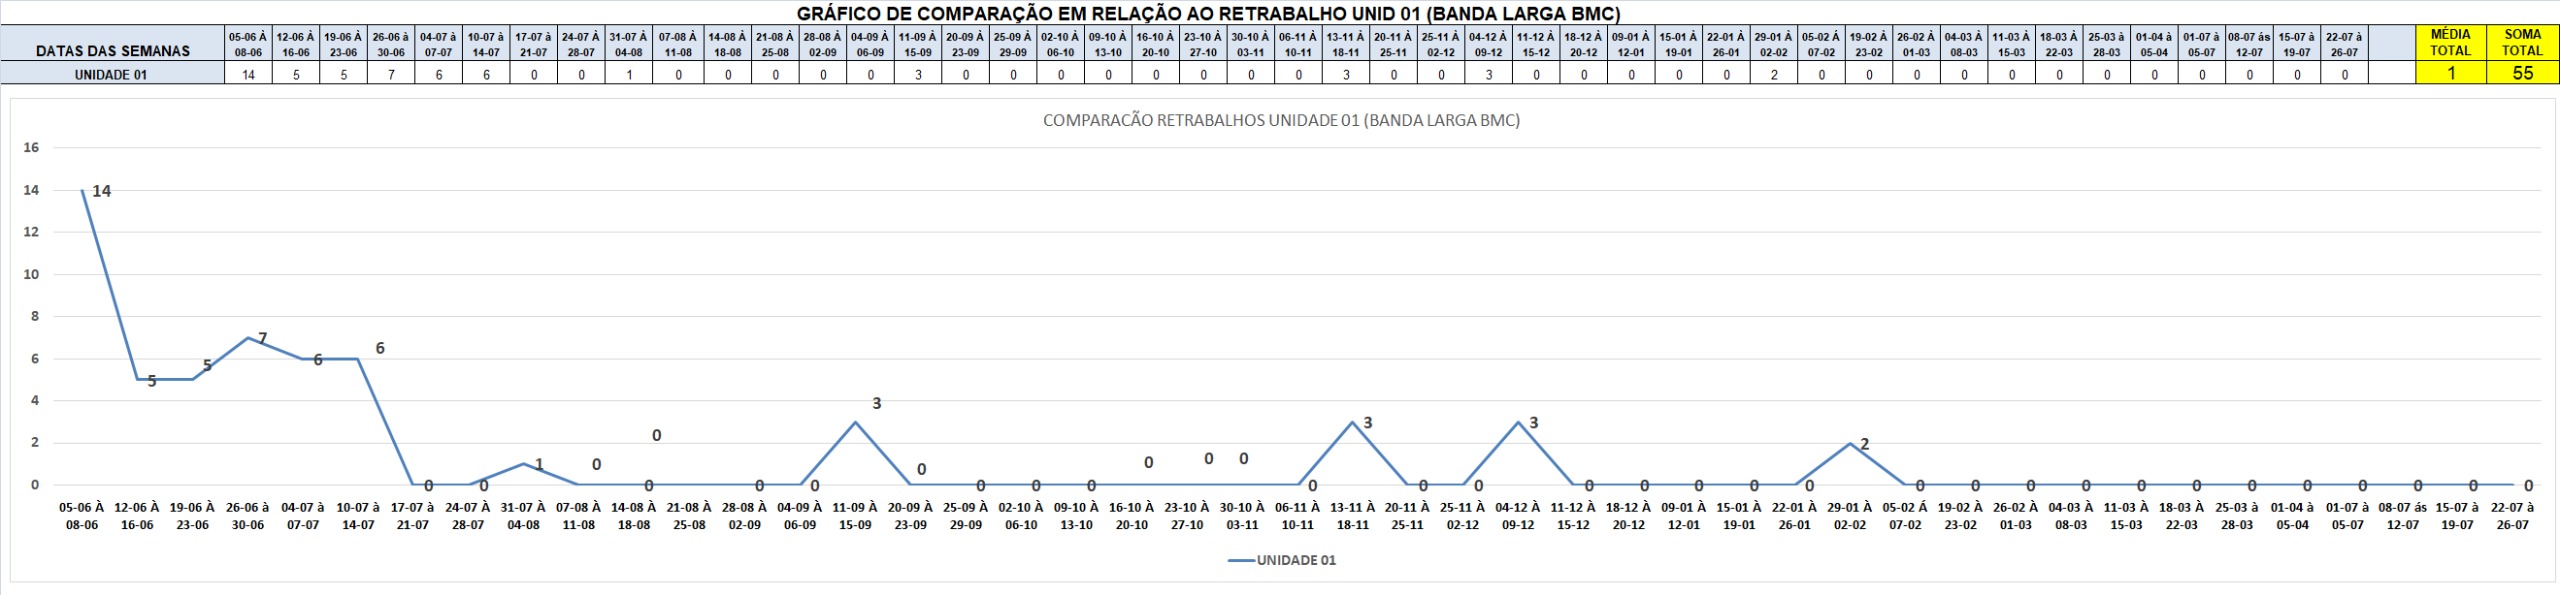 GRÁFICO DE COMPARAÇÃO EM RELAÇÃO AO RETRABALHO UNID 01 (BANDA LARGA BMC)
DATAS DAS SEMANAS 05-06 À 08-06 12-06 À 16-06 19-06 À 23-06 26-06 à 30-06 04-07 à 07-07 10-07 à 14-07 17-07 à 21-07 24-07 À 28-07 31-07 À 04-08 07-08 À 11-08 14-08 À 18-08 21-08 À 25-08 28-08 À 02-09 04-09 À 06-09 11-09 À 15-09 20-09 À 23-09 25-09 À 29-09 02-10 À 06-10 09-10 À 13-10 16-10 À 20-10 23-10 À 27-10 30-10 À 03-11 06-11 À 10-11 13-11 À 18-11 20-11 À 25-11 25-11 À 02-12 04-12 À 09-12 11-12 À 15-12 18-12 À 20-12 09-01 À 12-01 15-01 À 19-01 22-01 À 26-01 29-01 À 02-02 05-02 À 07-02 19-02 À 23-02 26-02 À 01-03 04-03 À 08-03 11-03 À 15-03 18-03 À 22-03 25-03 à 28-03 01-04 à 05-04 01-07 à 05-07 08-07 ás 12-07 15-07 à 19-07 22-07 à 26-07 MÉDIA TOTAL SOMA TOTAL
UNIDADE 01 14 5 5 7 6 6 0 0 1 0 0 0 0 0 3 0 0 0 0 0 0 0 0 3 0 0 3 0 0 0 0 0 2 0 0 0 0 0 0 0 0 0 0 0 0 1 55
COMPARACÃO RETRABALHOS UNIDADE 01 (BANDA LARGA BMC)
16
14 14
12
10
8
7
6 6 6
5 5
4 3
3 3
2 0 2
0 0 0 0 0
1
0 0 0 0 0 0 0 0 0 0 0 0 0 0 0 0 0 0 0 0 0 0 0 0 0 0 0 0 0 0
05-06 À 12-06 À 19-06 À 26-06 à 04-07 à 10-07 à 17-07 à 24-07 À 31-07 À 07-08 À 14-08 À 21-08 À 28-08 À 04-09 À 11-09 À 20-09 À 25-09 À 02-10 À 09-10 À 16-10 À 23-10 À 30-10 À 06-11 À 13-11 À 20-11 À 25-11 À 04-12 À 11-12 À 18-12 À 09-01 À 15-01 À 22-01 À 29-01 À 05-02 Á 19-02 À 26-02 À 04-03 À 11-03 À 18-03 À 25-03 à 01-04 à 01-07 à 08-07 ás 15-07 à 22-07 à
08-06 16-06 23-06 30-06 07-07 14-07 21-07 28-07 04-08 11-08 18-08 25-08 02-09 06-09 15-09 23-09 29-09 06-10 13-10 20-10 27-10 03-11 10-11 18-11 25-11 02-12 09-12 15-12 20-12 12-01 19-01 26-01 02-02 07-02 23-02 01-03 08-03 15-03 22-03 28-03 05-04 05-07 12-07 19-07 26-07
UNIDADE 01